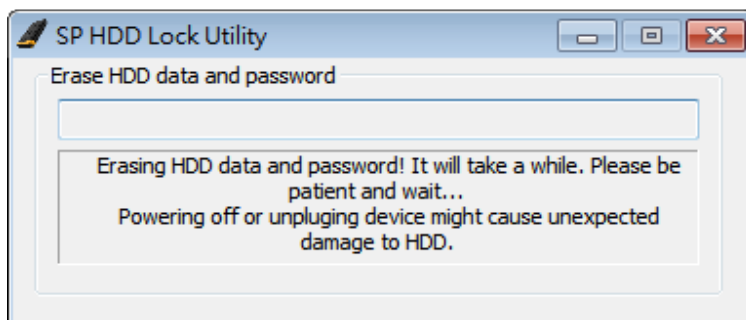 SP HDD Lock Utility
Erase HDD data and password
Erasing HDD data and password! It will take a while. Please be
patient and wait...
Powering off or unpluging device might cause unexpected
damage to HDD.